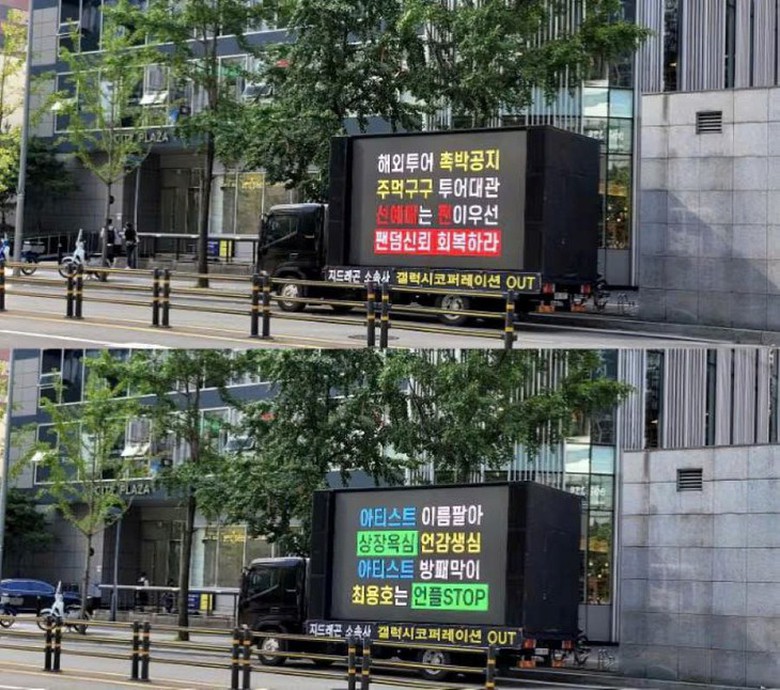 CITY PLAZA
해외투어 촉박공지
주먹구구 투어대관
선예매는 팬이우선
팬덤신뢰 회복하라
지드래곤 소속사 갤럭시코퍼레이션 OUT
CITY PLAZA
아티스트 이름팔아
상장욕심 언감생심
아티스트 방패막이
최용호는 언플STOP
지드래곤 소속사 갤럭시코퍼레이션 OUT